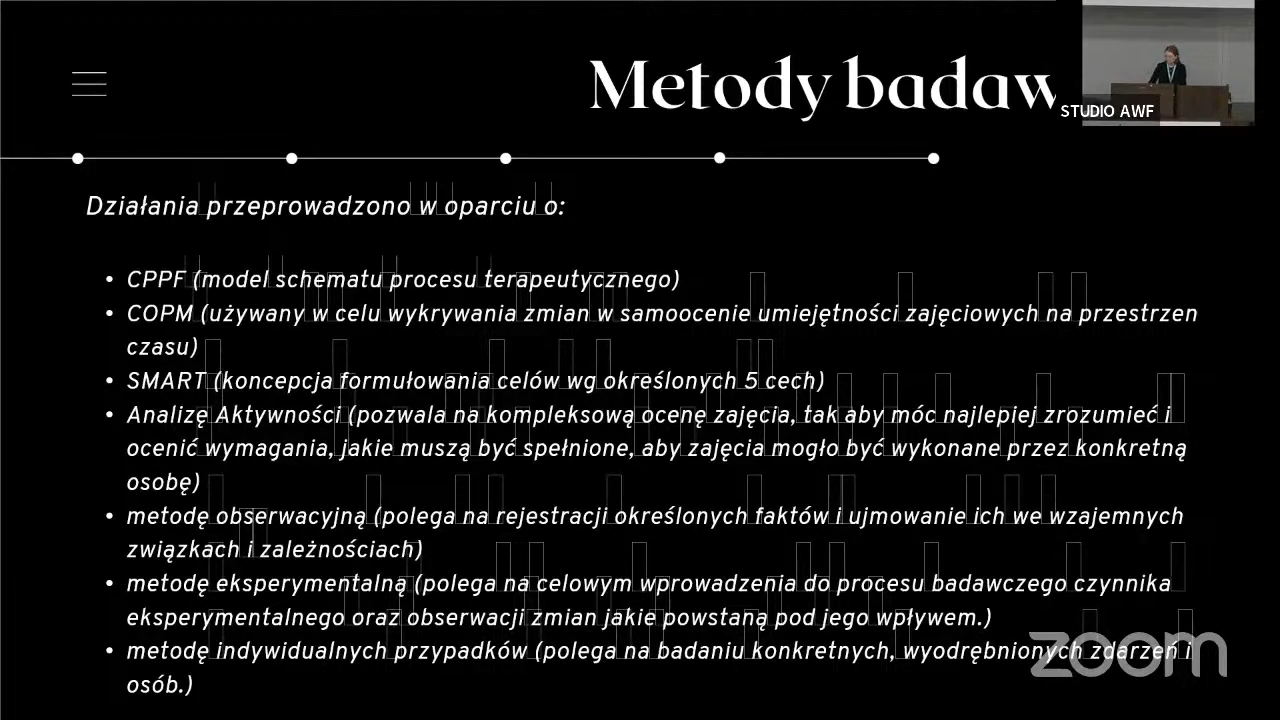 Metody badaw
STUDIO AWF
Działania przeprowadzono w oparciu o:
• CPPF (model schematu procesu terapeutycznego)
• COPM (używany w celu wykrywania zmian w samoocenie umiejętności zajęciowych na przestrzen
czasu)
• SMART (koncepcja formułowania celów wg określonych 5 cech)
• Analizę Aktywności (pozwala na kompleksową ocenę zajęcia, tak aby móc najlepiej zrozumieć i
ocenić wymagania, jakie muszą być spełnione, aby zajęcia mogło być wykonane przez konkretną
osobę)
• metodę obserwacyjną (polega na rejestracji określonych faktów i ujmowanie ich we wzajemnych
związkach i zależnościach)
• metodę eksperymentalną (polega na celowym wprowadzenia do procesu badawczego czynnika
eksperymentalnego oraz obserwacji zmian jakie powstaną pod jego wpływem.)
• metodę indywidualnych przypadków (polega na badaniu konkretnych, wyodrębnionych zdarzeń i
osób.)
zoom